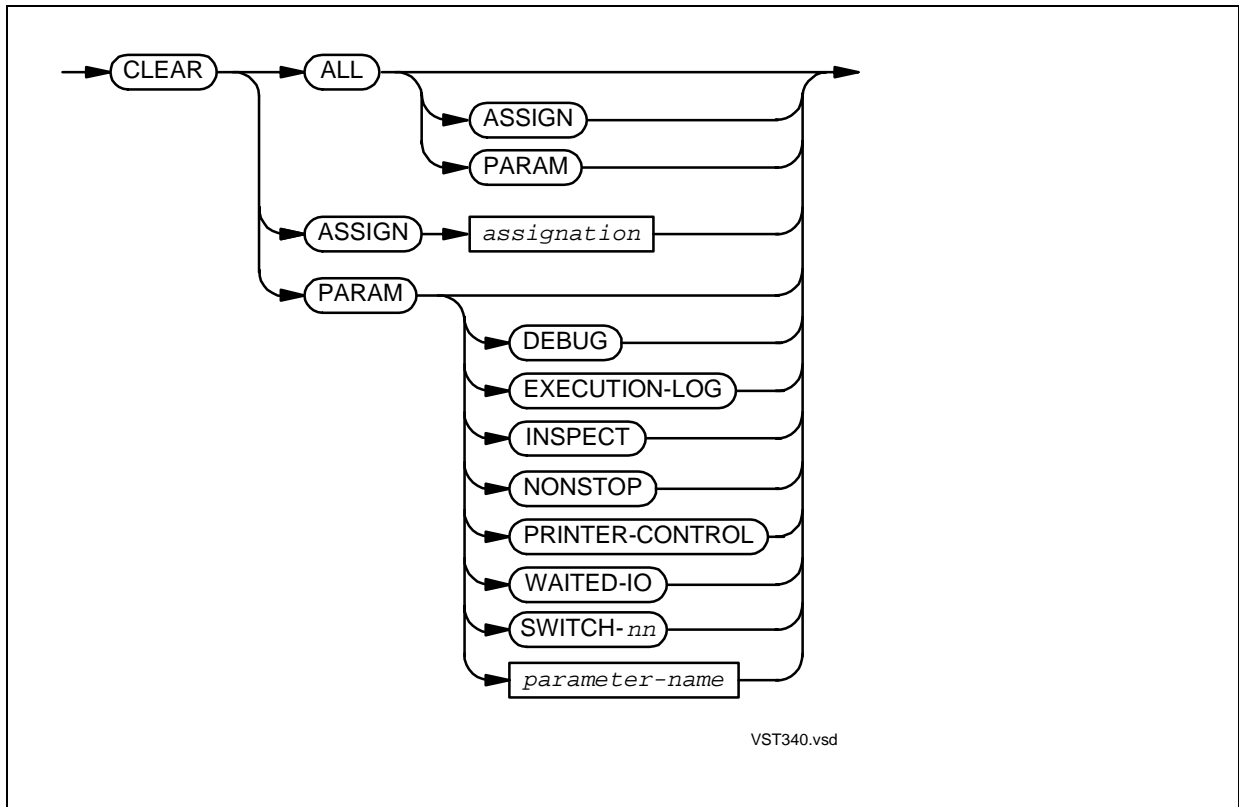 CLEAR ALL
ASSIGN
PARAM
ASSIGN assignation
PARAM
DEBUG
EXECUTION-LOG
INSPECT
NONSTOP
PRINTER-CONTROL
WAITED-IO
SWITCH-nn
parameter-name
VST340.vsd